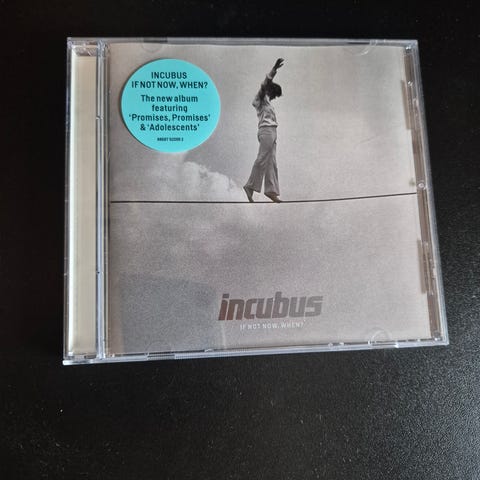 INCUBUS
IF NOT NOW, WHEN?
The new album
featuring
‘Promises, Promises’
& ‘Adolescents’
incubus
IF NOT NOW, WHEN?